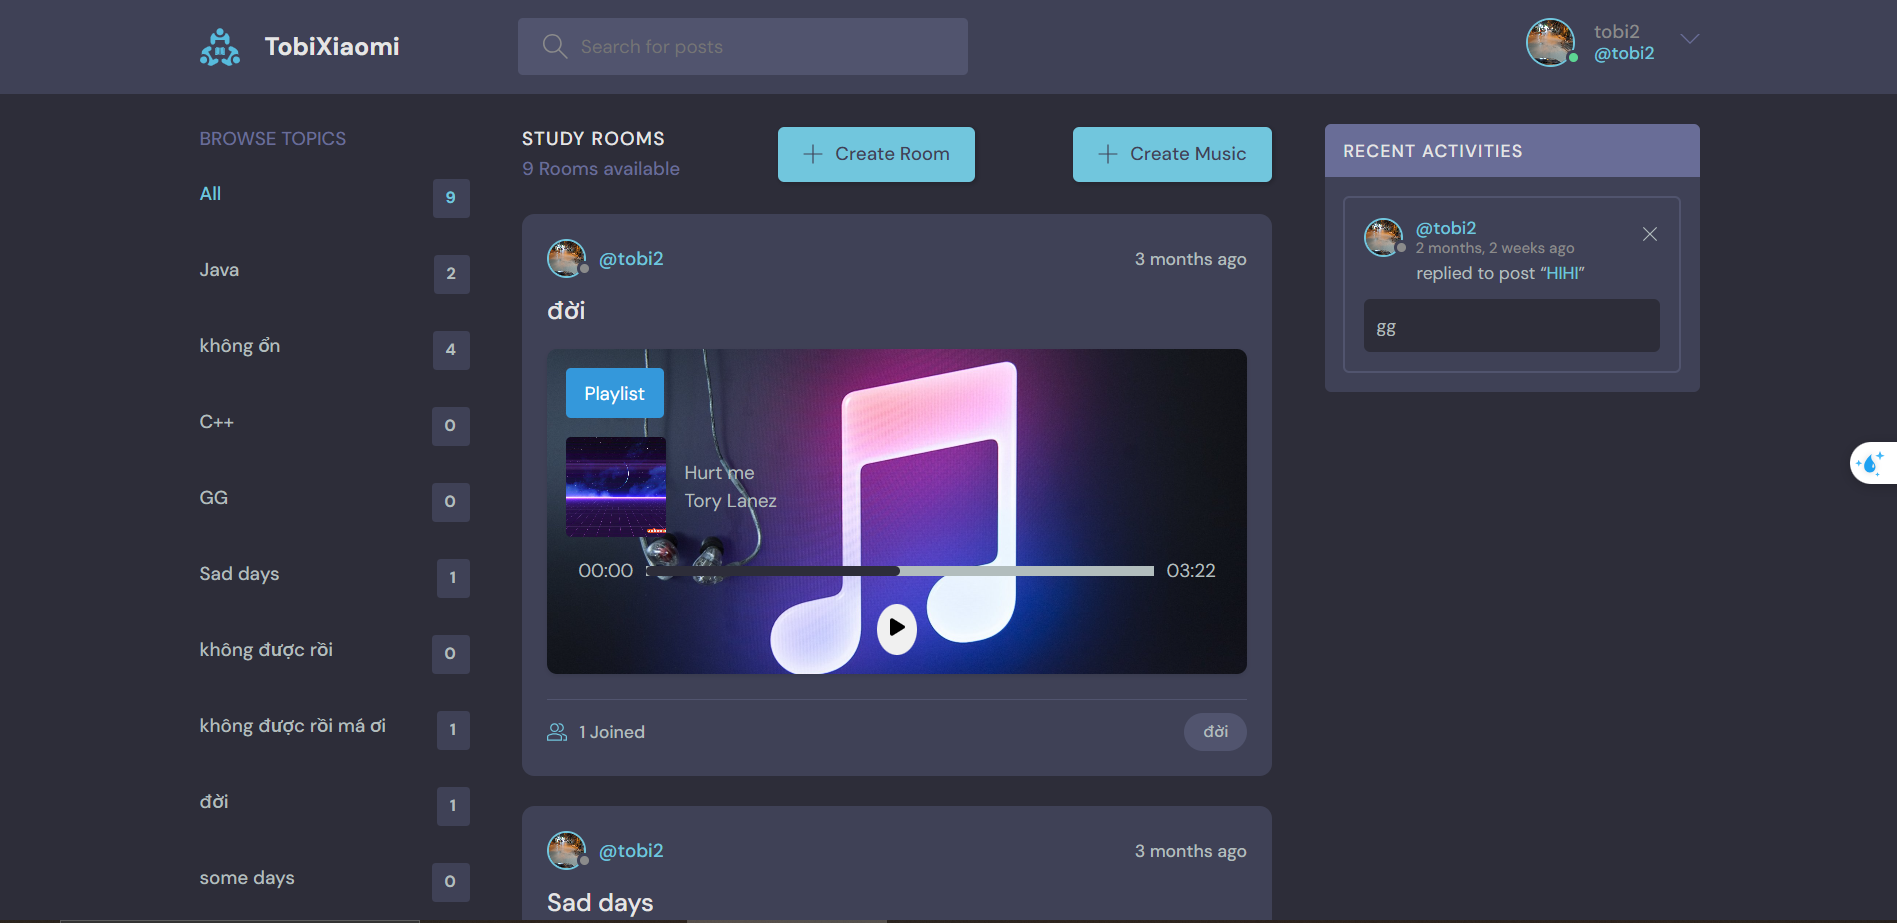 TobiXiaomi
Search for posts
tobi2
@tobi2
BROWSE TOPICS
All 9
Java 2
không ổn 4
C++ 0
GG 0
Sad days 1
không được rồi 0
không được rồi má ơi 1
đời 1
some days 0
STUDY ROOMS
9 Rooms available
Create Room
Create Music
@tobi2
3 months ago
đời
Playlist
Hurt me
Tory Lanez
00:00
03:22
1 Joined
đời
@tobi2
3 months ago
Sad days
RECENT ACTIVITIES
@tobi2
2 months, 2 weeks ago
replied to post “HIHI”
gg